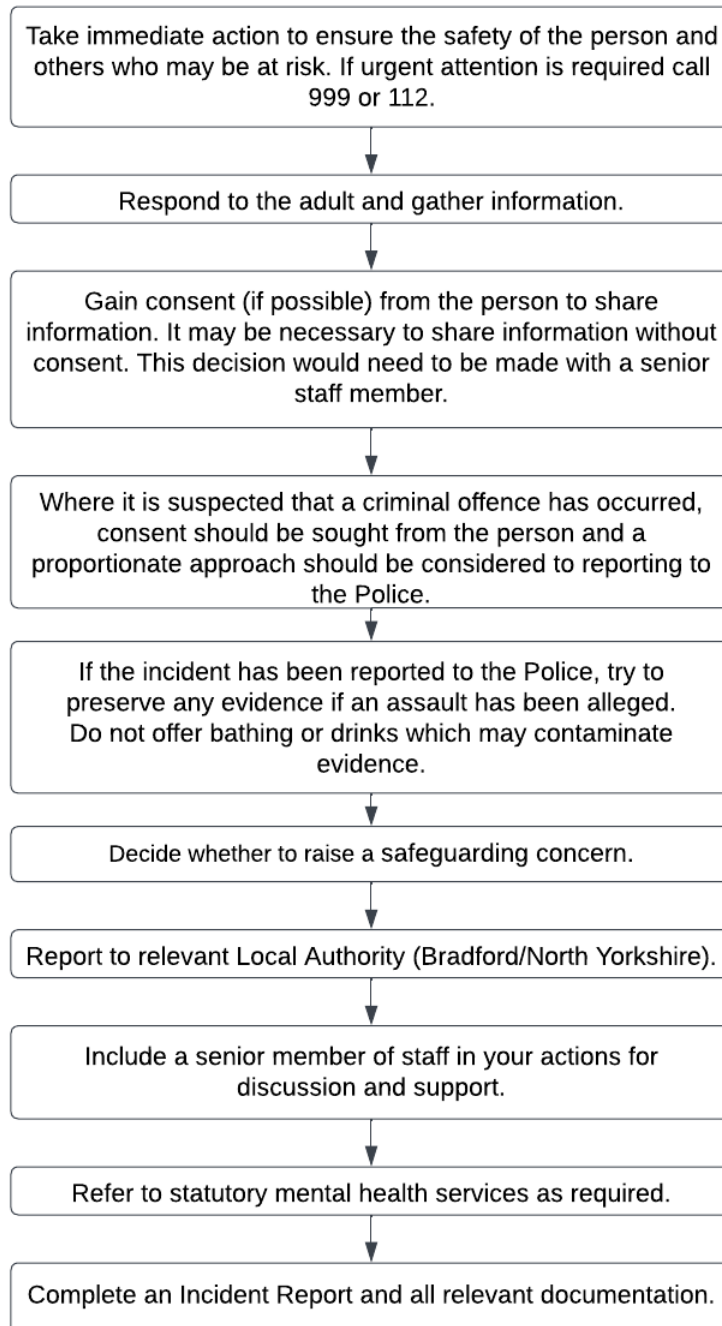 Take immediate action to ensure the safety of the person and
others who may be at risk. If urgent attention is required call
999 or 112.
Respond to the adult and gather information.
Gain consent (if possible) from the person to share
information. It may be necessary to share information without
consent. This decision would need to be made with a senior
staff member.
Where it is suspected that a criminal offence has occurred,
consent should be sought from the person and a
proportionate approach should be considered to reporting to
the Police.
If the incident has been reported to the Police, try to
preserve any evidence if an assault has been alleged.
Do not offer bathing or drinks which may contaminate
evidence.
Decide whether to raise a safeguarding concern.
Report to relevant Local Authority (Bradford/North Yorkshire).
Include a senior member of staff in your actions for
discussion and support.
Refer to statutory mental health services as required.
Complete an Incident Report and all relevant documentation.